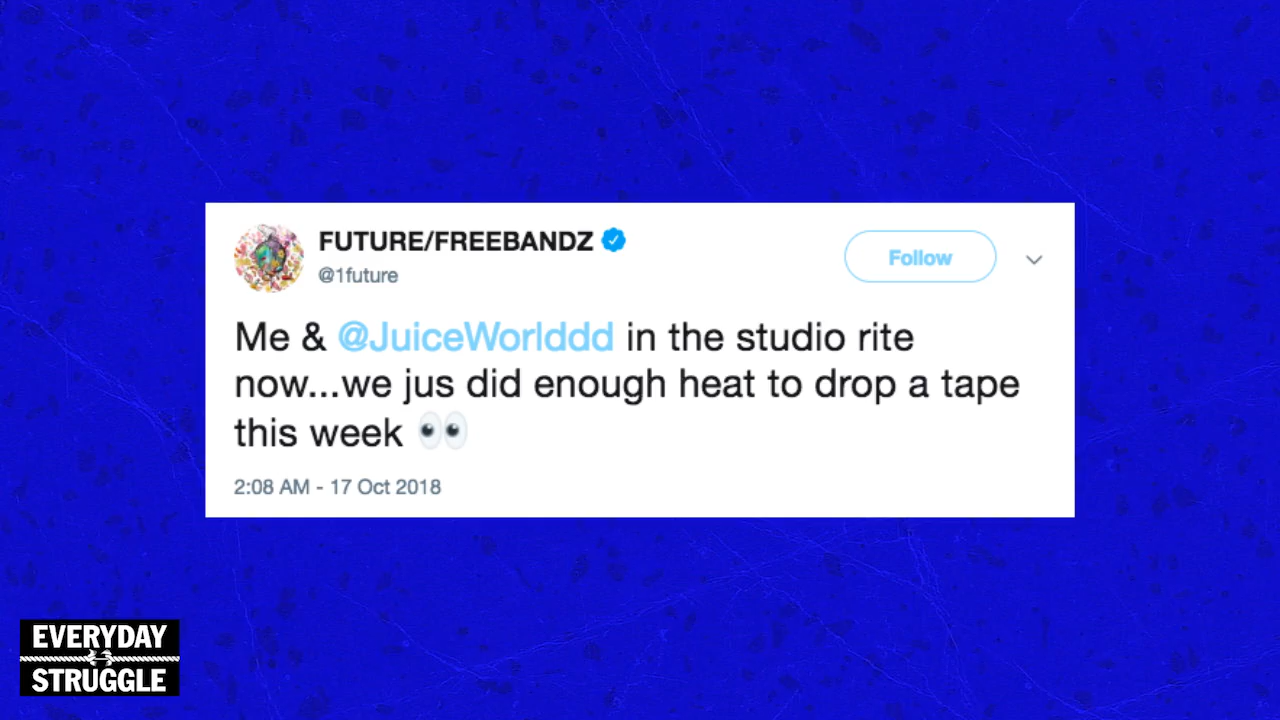 FUTURE/FREEBANDZ
@1future
Follow
Me & @JuiceWorlddd in the studio rite
now...we jus did enough heat to drop a tape
this week 👀
2:08 AM - 17 Oct 2018
EVERYDAY
STRUGGLE